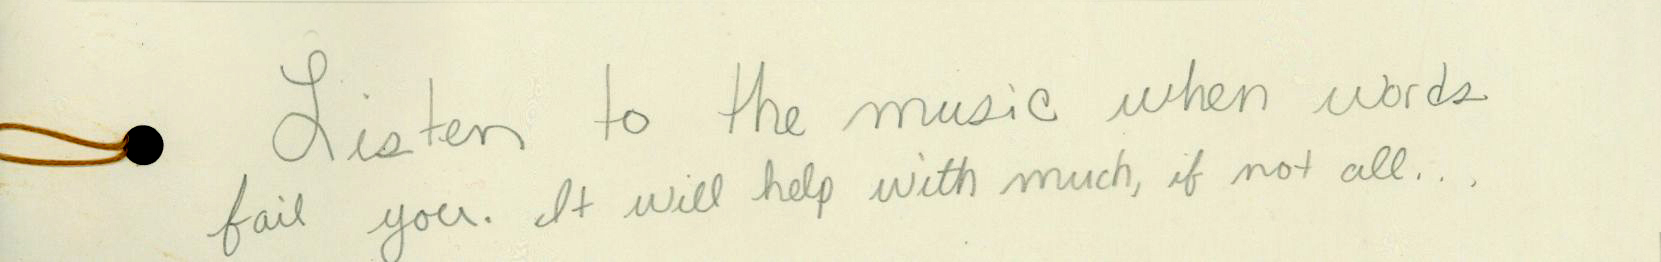 Listen to the music when words
fail you. It will help with much, if not all...